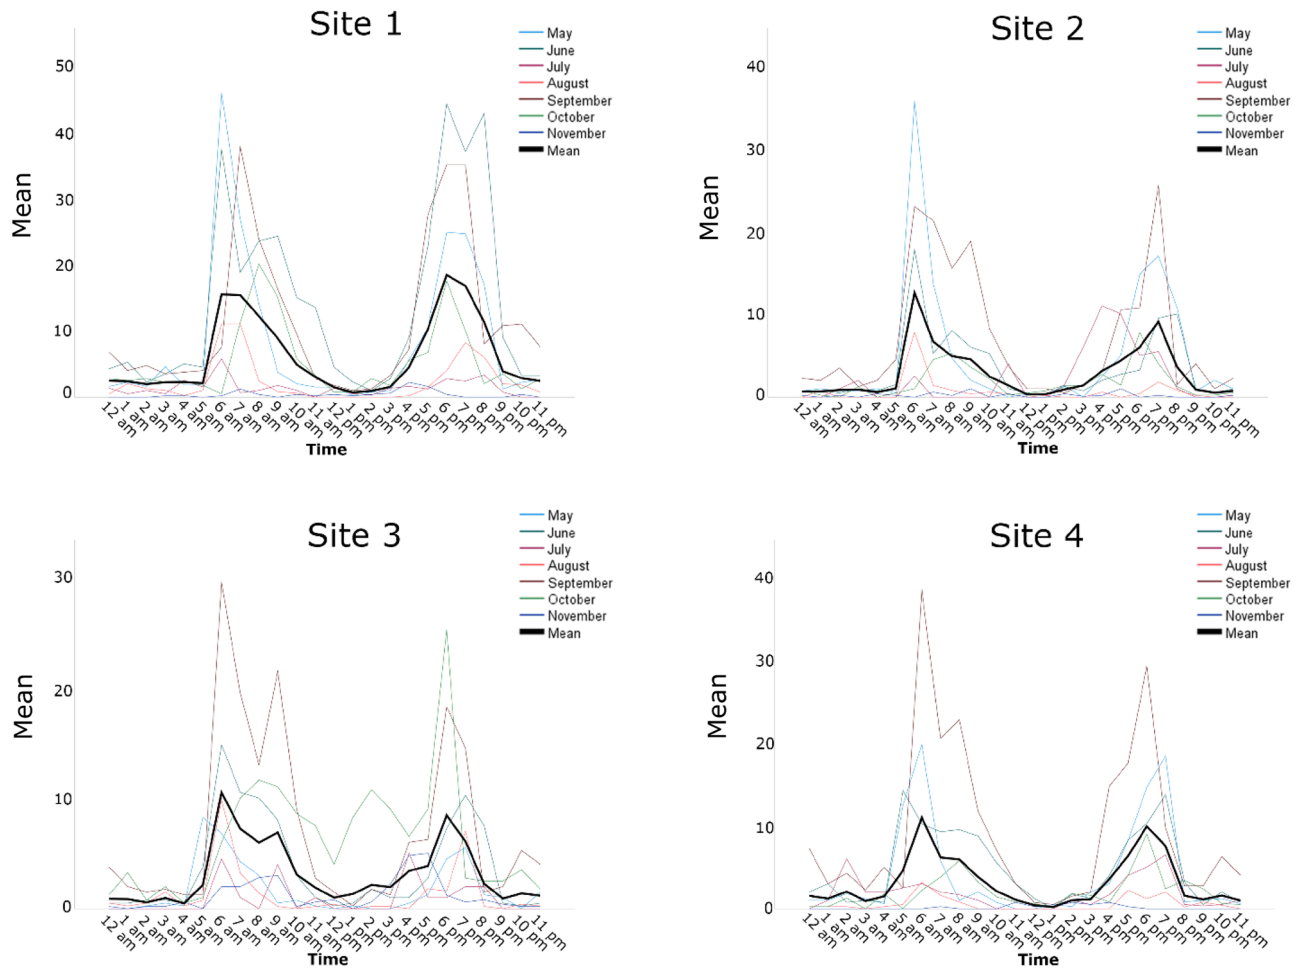 Site 1
May
June
July
August
September
October
November
Mean
50
40
30
20
10
0
Mean
12 am
1 am
2 am
3 am
4 am
5 am
6 am
7 am
8 am
9 am
10 am
11 am
12 pm
1 pm
2 pm
3 pm
4 pm
5 pm
6 pm
7 pm
8 pm
9 pm
10 pm
11 pm
Time
Site 2
May
June
July
August
September
October
November
Mean
40
30
20
10
0
Mean
12 am
1 am
2 am
3 am
4 am
5 am
6 am
7 am
8 am
9 am
10 am
11 am
12 pm
1 pm
2 pm
3 pm
4 pm
5 pm
6 pm
7 pm
8 pm
9 pm
10 pm
11 pm
Time
Site 3
May
June
July
August
September
October
November
Mean
30
20
10
0
Mean
12 am
1 am
2 am
3 am
4 am
5 am
6 am
7 am
8 am
9 am
10 am
11 am
12 pm
1 pm
2 pm
3 pm
4 pm
5 pm
6 pm
7 pm
8 pm
9 pm
10 pm
11 pm
Time
Site 4
May
June
July
August
September
October
November
Mean
40
30
20
10
0
Mean
12 am
1 am
2 am
3 am
4 am
5 am
6 am
7 am
8 am
9 am
10 am
11 am
12 pm
1 pm
2 pm
3 pm
4 pm
5 pm
6 pm
7 pm
8 pm
9 pm
10 pm
11 pm
Time